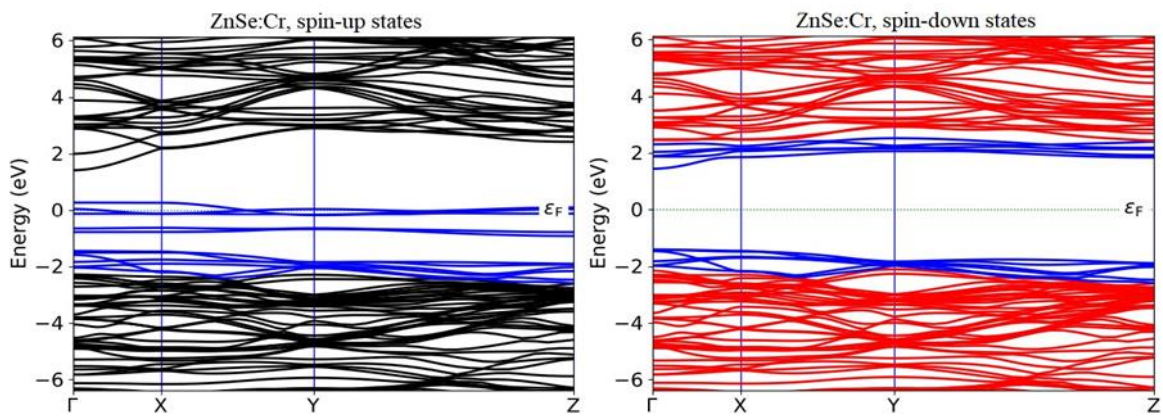 ZnSe:Cr, spin-up states
6
4
2
0
−2
−4
−6
Energy (eV)
εF
Γ
X
Y
Z
ZnSe:Cr, spin-down states
6
4
2
0
−2
−4
−6
Energy (eV)
εF
Γ
X
Y
Z